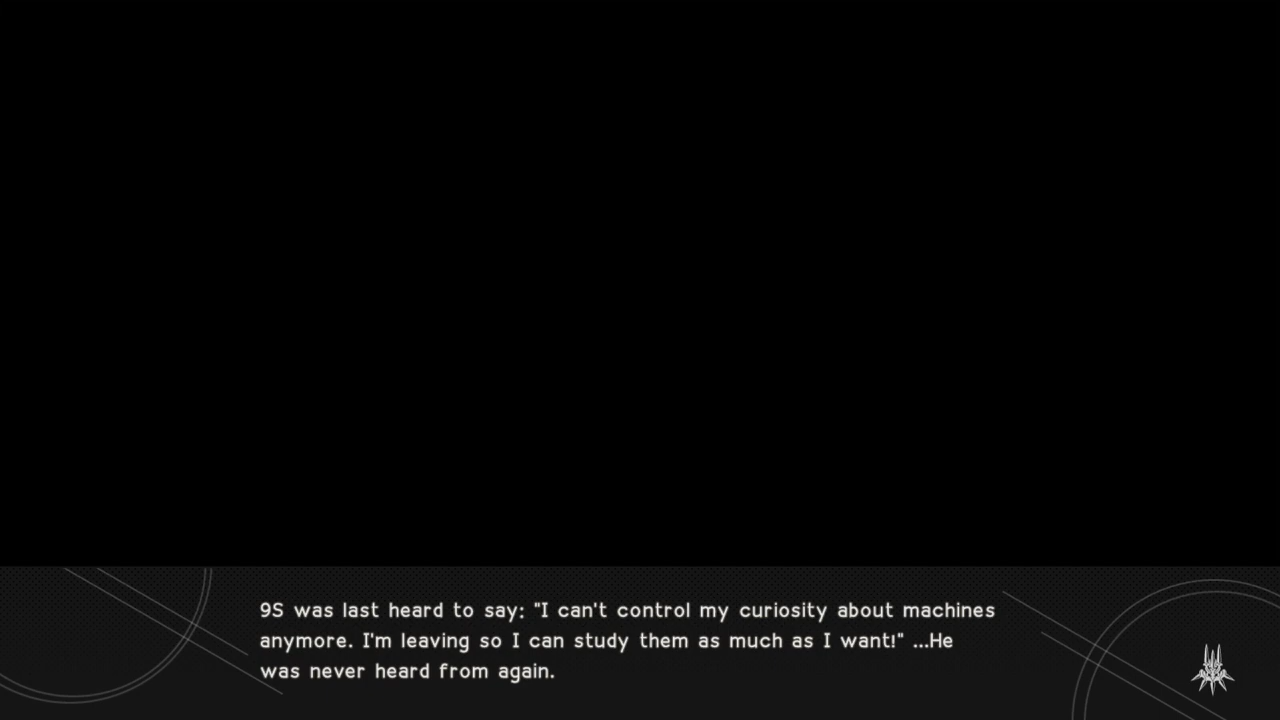 9S was last heard to say: "I can't control my curiosity about machines
anymore. I'm leaving so I can study them as much as I want!" ...He
was never heard from again.